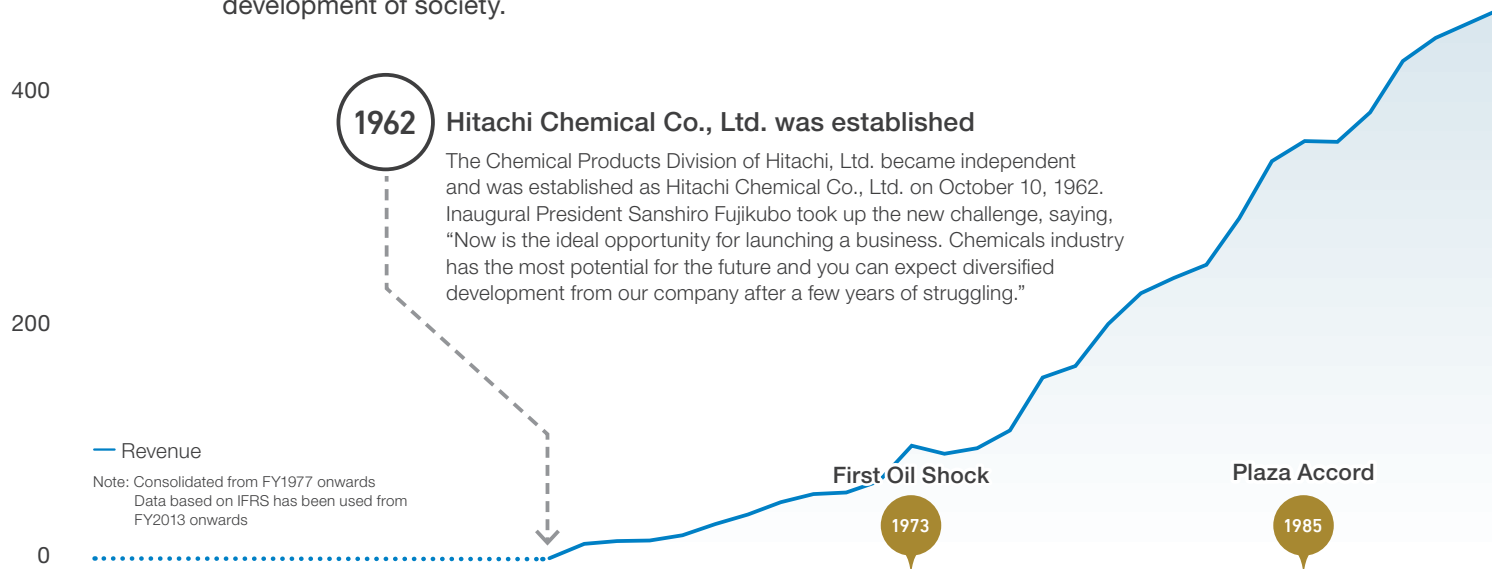 development of society.
400
1962
Hitachi Chemical Co., Ltd. was established
The Chemical Products Division of Hitachi, Ltd. became independent
and was established as Hitachi Chemical Co., Ltd. on October 10, 1962.
Inaugural President Sanshiro Fujikubo took up the new challenge, saying,
“Now is the ideal opportunity for launching a business. Chemicals industry
has the most potential for the future and you can expect diversified
development from our company after a few years of struggling.”
200
Revenue
Note: Consolidated from FY1977 onwards
Data based on IFRS has been used from
FY2013 onwards
First Oil Shock
1973
Plaza Accord
1985
0